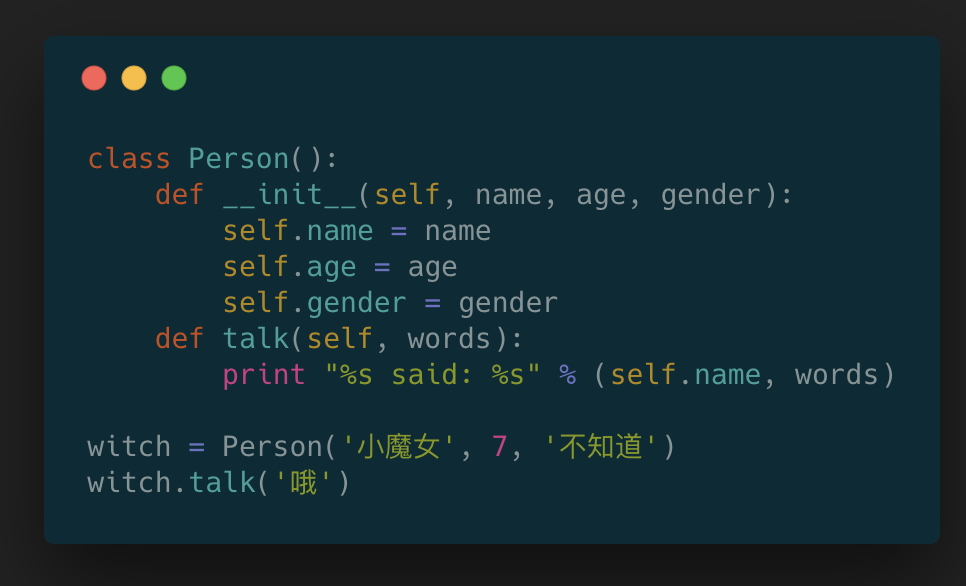 class Person():
    def __init__(self, name, age, gender):
        self.name = name
        self.age = age
        self.gender = gender
    def talk(self, words):
        print "%s said: %s" % (self.name, words)

witch = Person('小魔女', 7, '不知道')
witch.talk('哦')